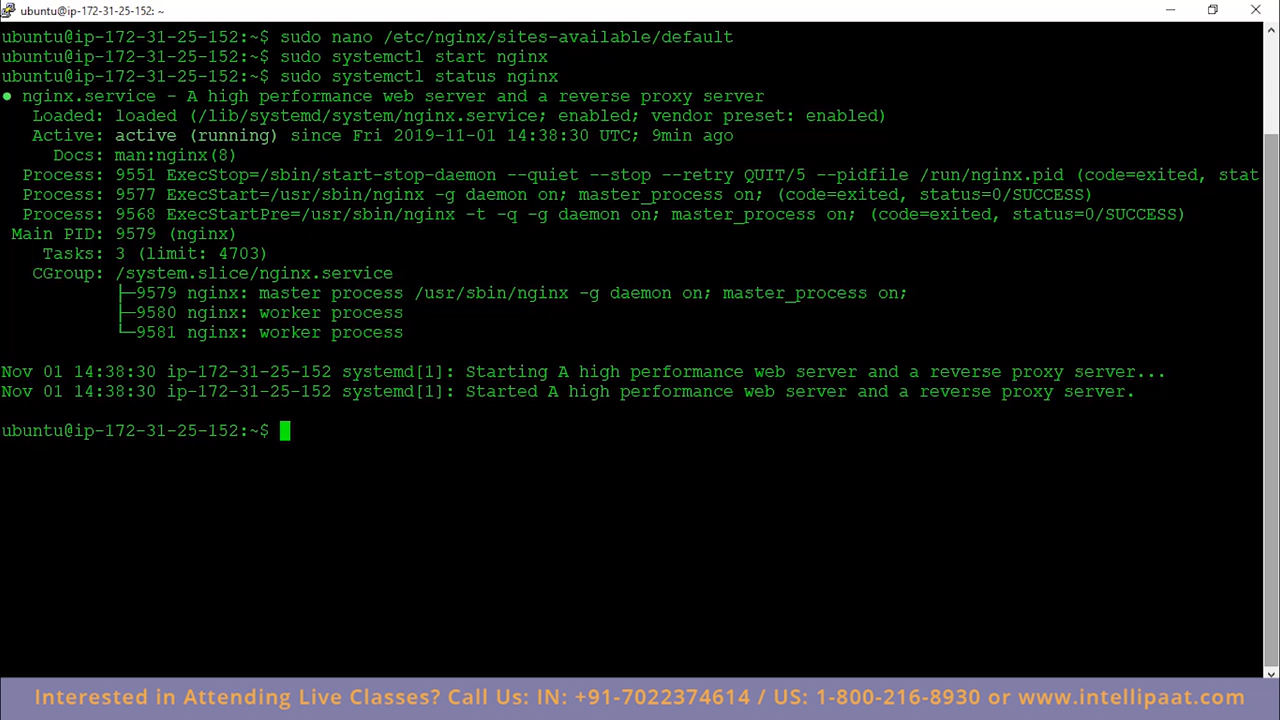 ubuntu@ip-172-31-25-152: ~
ubuntu@ip-172-31-25-152:~$ sudo nano /etc/nginx/sites-available/default
ubuntu@ip-172-31-25-152:~$ sudo systemctl start nginx
ubuntu@ip-172-31-25-152:~$ sudo systemctl status nginx
● nginx.service - A high performance web server and a reverse proxy server
   Loaded: loaded (/lib/systemd/system/nginx.service; enabled; vendor preset: enabled)
   Active: active (running) since Fri 2019-11-01 14:38:30 UTC; 9min ago
     Docs: man:nginx(8)
  Process: 9551 ExecStop=/sbin/start-stop-daemon --quiet --stop --retry QUIT/5 --pidfile /run/nginx.pid (code=exited, stat
  Process: 9577 ExecStart=/usr/sbin/nginx -g daemon on; master_process on; (code=exited, status=0/SUCCESS)
  Process: 9568 ExecStartPre=/usr/sbin/nginx -t -q -g daemon on; master_process on; (code=exited, status=0/SUCCESS)
 Main PID: 9579 (nginx)
    Tasks: 3 (limit: 4703)
   CGroup: /system.slice/nginx.service
           ├─9579 nginx: master process /usr/sbin/nginx -g daemon on; master_process on;
           ├─9580 nginx: worker process
           └─9581 nginx: worker process
Nov 01 14:38:30 ip-172-31-25-152 systemd[1]: Starting A high performance web server and a reverse proxy server...
Nov 01 14:38:30 ip-172-31-25-152 systemd[1]: Started A high performance web server and a reverse proxy server.
ubuntu@ip-172-31-25-152:~$
Interested in Attending Live Classes? Call Us: IN: +91-7022374614 / US: 1-800-216-8930 or www.intellipaat.com